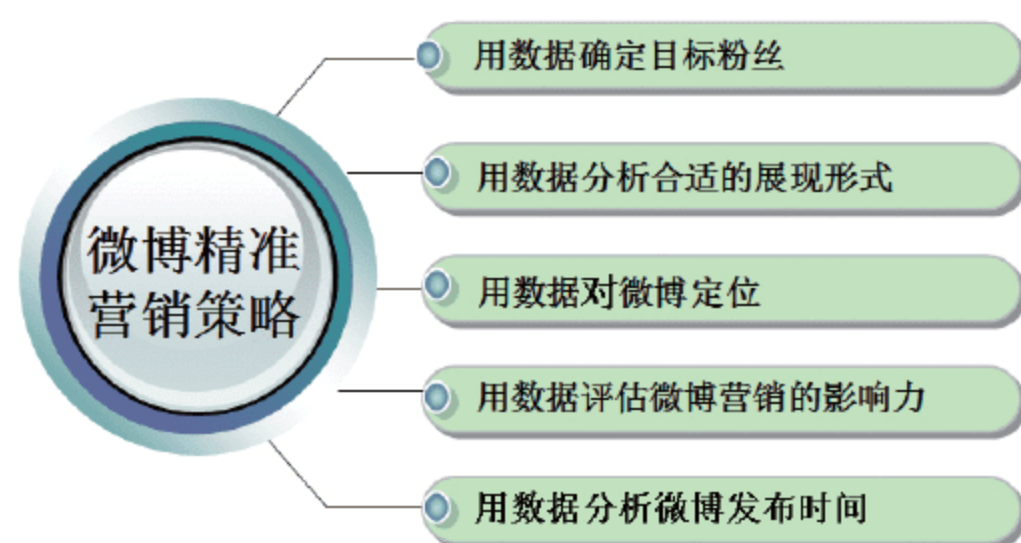 微博精准
营销策略
用数据确定目标粉丝
用数据分析合适的展现形式
用数据对微博定位
用数据评估微博营销的影响力
用数据分析微博发布时间